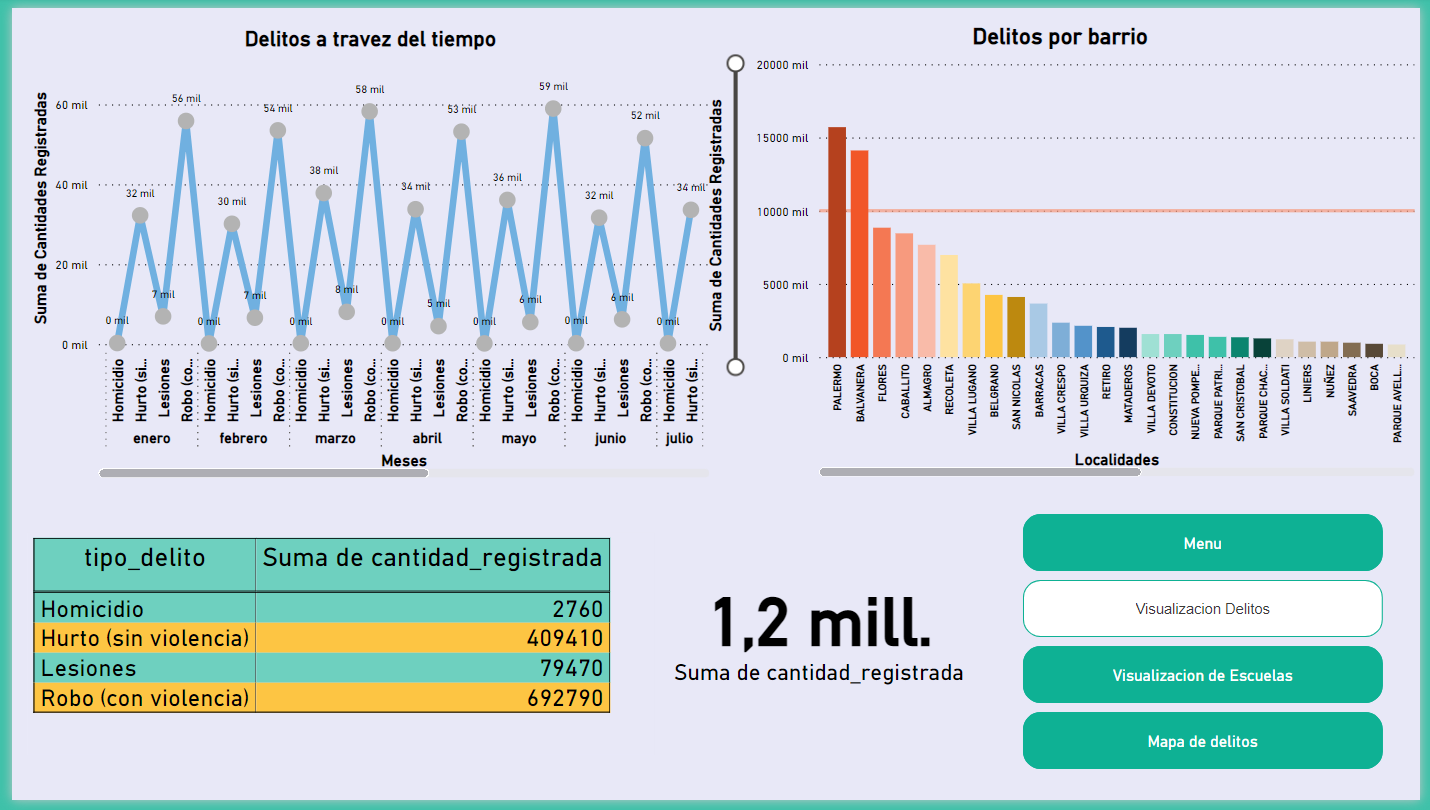 Delitos a travez del tiempo
Suma de Cantidades Registradas
60 mil
40 mil
20 mil
0 mil
0 mil
32 mil
7 mil
56 mil
0 mil
30 mil
7 mil
54 mil
0 mil
38 mil
8 mil
58 mil
0 mil
34 mil
5 mil
53 mil
0 mil
36 mil
6 mil
59 mil
0 mil
32 mil
6 mil
52 mil
0 mil
34 mil
Homicidio
Hurto (si...
Lesiones
Robo (co...
Homicidio
Hurto (si...
Lesiones
Robo (co...
Homicidio
Hurto (si...
Lesiones
Robo (co...
Homicidio
Hurto (si...
Lesiones
Robo (co...
Homicidio
Hurto (si...
Lesiones
Robo (co...
Homicidio
Hurto (si...
Lesiones
Robo (co...
Homicidio
Hurto (si...
enero
febrero
marzo
abril
mayo
junio
julio
Meses
Delitos por barrio
Suma de Cantidades Registradas
20000 mil
15000 mil
10000 mil
5000 mil
0 mil
PALERMO
BALVANERA
FLORES
CABALLITO
ALMAGRO
RECOLETA
VILLA LUGANO
BELGRANO
SAN NICOLAS
BARRACAS
VILLA CRESPO
VILLA URQUIZA
RETIRO
MATADEROS
VILLA DEVOTO
CONSTITUCION
NUEVA POMPE...
PARQUE PATRI...
SAN CRISTOBAL
PARQUE CHAC...
VILLA SOLDATI
LINIERS
NUÑEZ
SAAVEDRA
BOCA
PARQUE AVELL...
Localidades
tipo_delito Suma de cantidad_registrada
Homicidio 2760
Hurto (sin violencia) 409410
Lesiones 79470
Robo (con violencia) 692790
1,2 mill.
Suma de cantidad_registrada
Menu
Visualizacion Delitos
Visualizacion de Escuelas
Mapa de delitos